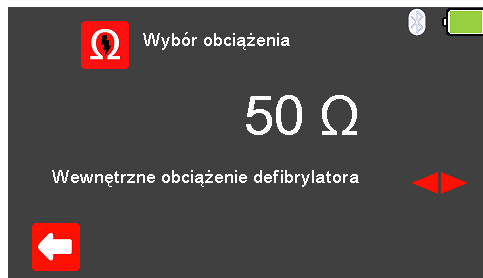 Ω Wybór obciążenia
50 Ω
Wewnętrzne obciążenie defibrylatora